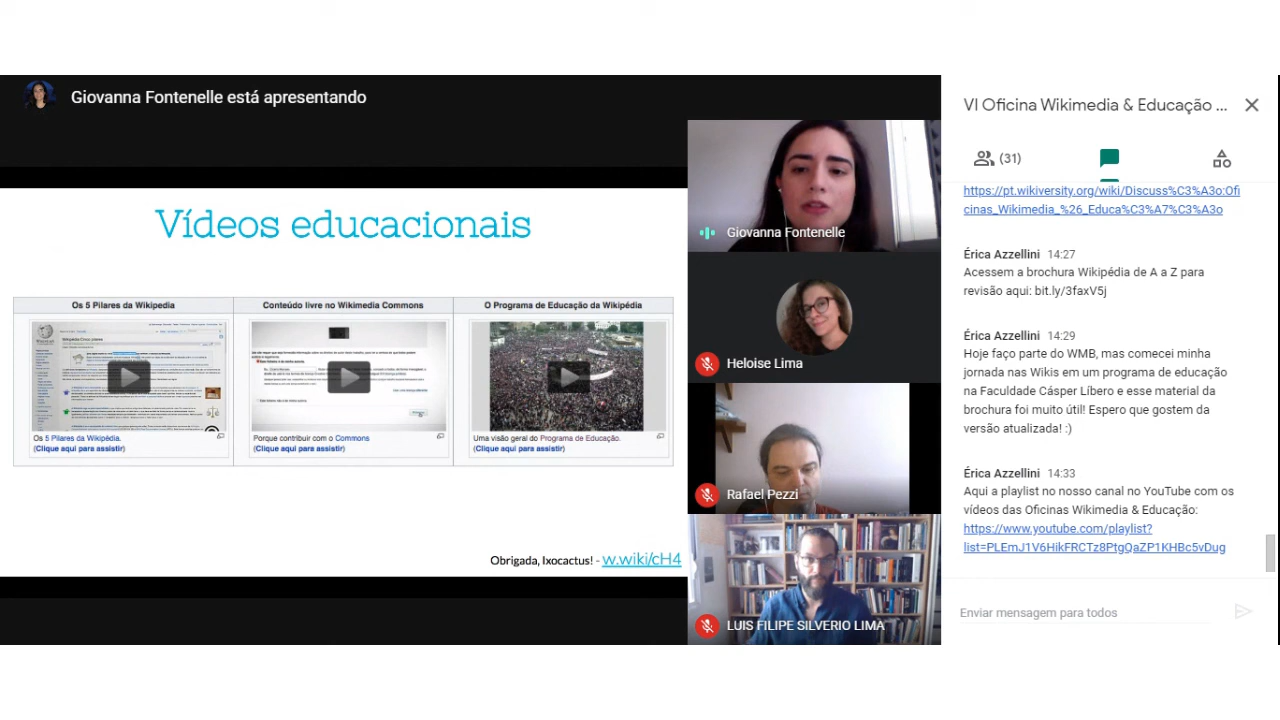 Giovanna Fontenelle está apresentando
Vídeos educacionais
Os 5 Pilares da Wikipedia
Conteúdo livre no Wikimedia Commons
O Programa de Educação da Wikipédia
Os 5 Pilares da Wikipédia.
(Clique aqui para assistir)
Porque contribuir com o Commons
(Clique aqui para assistir)
Uma visão geral do Programa de Educação.
(Clique aqui para assistir)
Obrigada, Ixocactus! - w.wiki/cH4
Giovanna Fontenelle
Heloise Lima
Rafael Pezzi
LUIS FILIPE SILVERIO LIMA
VI Oficina Wikimedia & Educação ...
(31)
https://pt.wikiversity.org/wiki/Discuss%C3%A3o:Ofi
cinas_Wikimedia_%26_Educa%C3%A7%C3%A3o
Érica Azzellini 14:27
Acessem a brochura Wikipédia de A a Z para
revisão aqui: bit.ly/3faxV5j
Érica Azzellini 14:29
Hoje faço parte do WMB, mas comecei minha
jornada nas Wikis em um programa de educação
na Faculdade Cásper Líbero e esse material da
brochura foi muito útil! Espero que gostem da
versão atualizada! :)
Érica Azzellini 14:33
Aqui a playlist no nosso canal no YouTube com os
vídeos das Oficinas Wikimedia & Educação:
https://www.youtube.com/playlist?
list=PLEmJ1V6HikFRCTz8PtgQaZP1KHBc5vDug
Enviar mensagem para todos